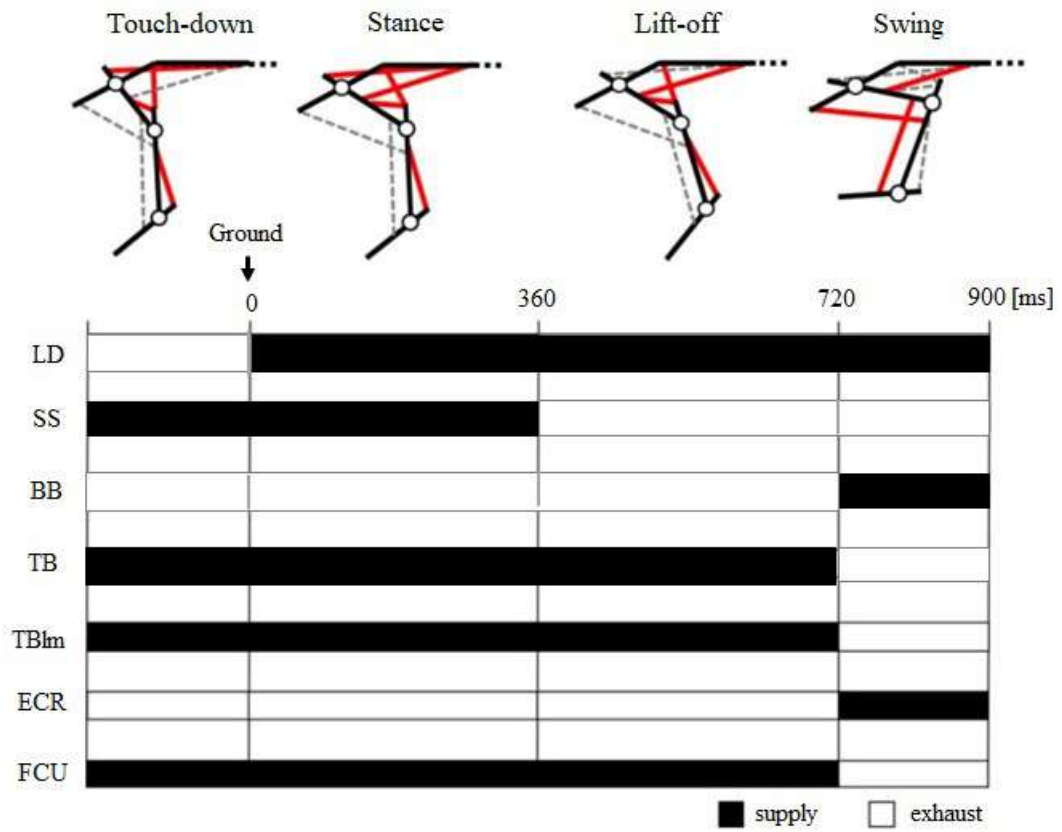 Touch-down Stance Lift-off Swing
Ground
0 360 720 900 [ms]
LD
SS
BB
TB
TBlm
ECR
FCU
supply exhaust